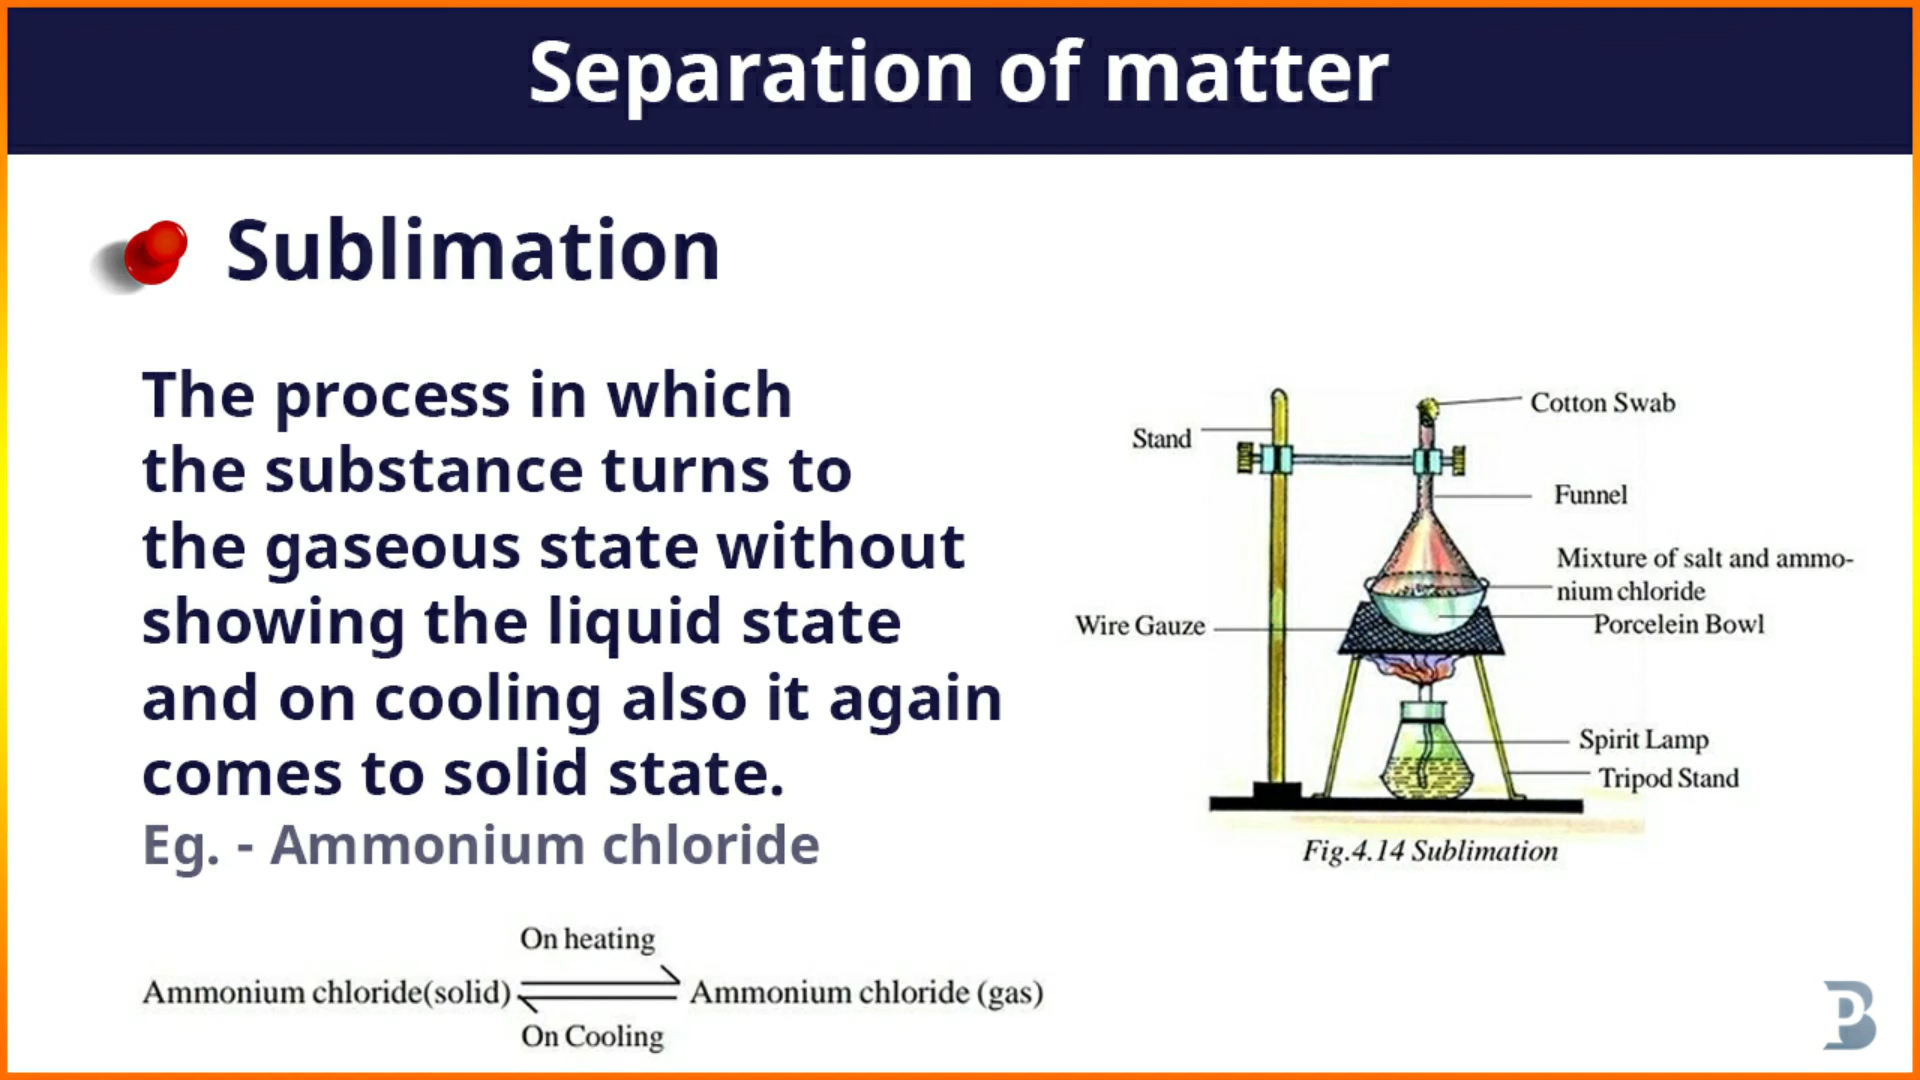 Separation of matter
Sublimation
The process in which
the substance turns to
the gaseous state without
showing the liquid state
and on cooling also it again
comes to solid state.
Eg. - Ammonium chloride
On heating
Ammonium chloride(solid) Ammonium chloride (gas)
On Cooling
Cotton Swab
Stand
Funnel
Mixture of salt and ammo-
nium chloride
Porcelein Bowl
Wire Gauze
Spirit Lamp
Tripod Stand
Fig.4.14 Sublimation
PB